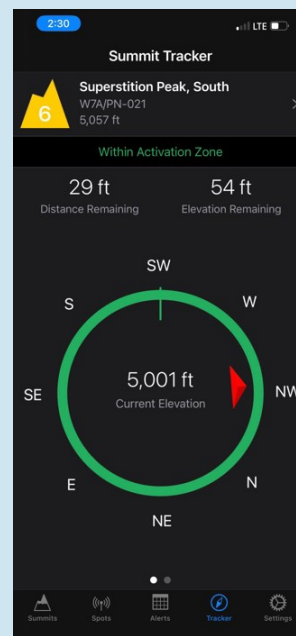 2:30 LTE
Summit Tracker
6
Superstition Peak, South
W7A/PN-021
5,057 ft
Within Activation Zone
29 ft 54 ft
Distance Remaining Elevation Remaining
SW
S W
5,001 ft
Current Elevation
SE NW
E N
NE
Summits Spots Alerts Tracker Settings